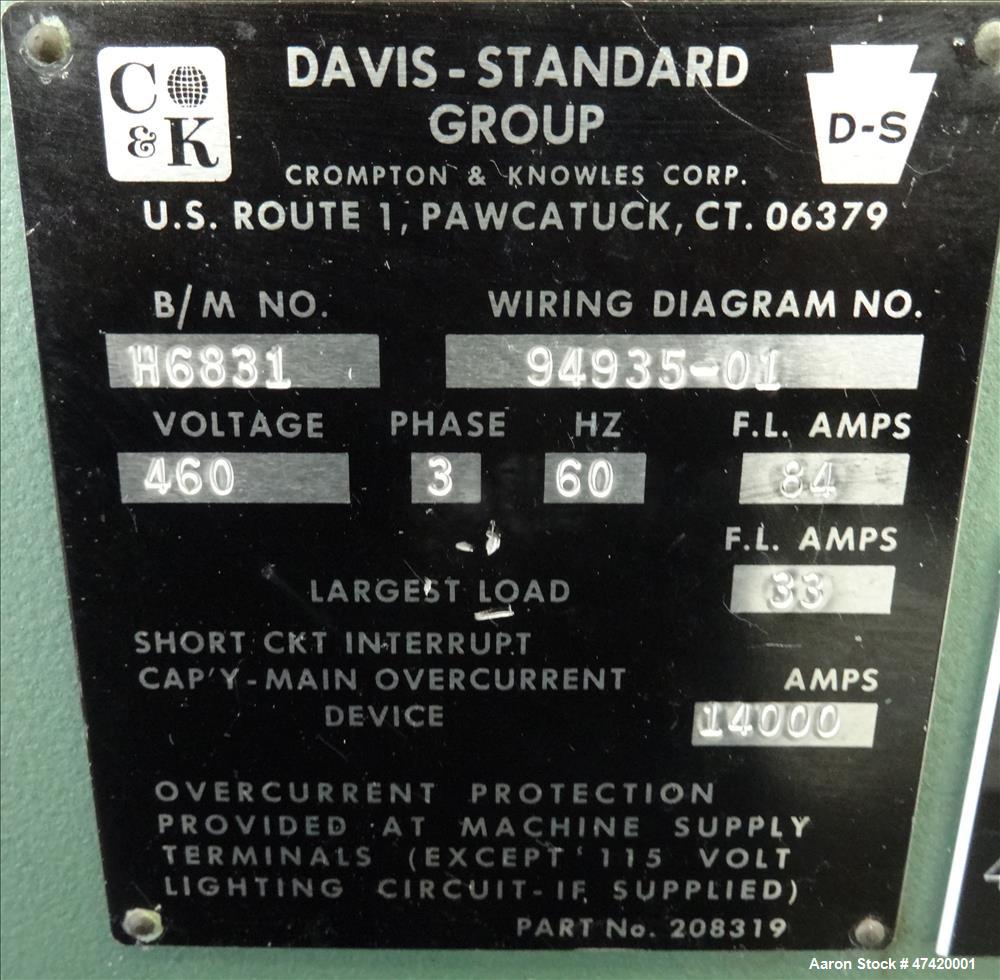 C
& K
DAVIS-STANDARD
GROUP
D-S
CROMPTON & KNOWLES CORP.
U.S. ROUTE 1, PAWCATUCK, CT. 06379
B/M NO. WIRING DIAGRAM NO.
H6831 94935-01
VOLTAGE PHASE HZ F.L. AMPS
460 3 60 84
F.L. AMPS
LARGEST LOAD 33
SHORT CKT INTERRUPT
CAP'Y-MAIN OVERCURRENT AMPS
DEVICE 14000
OVERCURRENT PROTECTION
PROVIDED AT MACHINE SUPPLY
TERMINALS (EXCEPT 115 VOLT
LIGHTING CIRCUIT-IF SUPPLIED)
PART No. 208319
4
Aaron Stock # 47420001